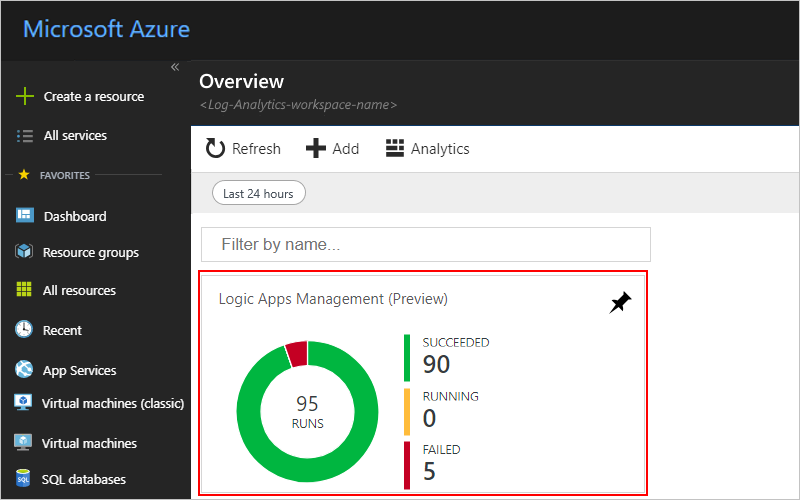 Microsoft Azure
«
Create a resource
All services
FAVORITES
Dashboard
Resource groups
All resources
Recent
App Services
Virtual machines (classic)
Virtual machines
SQL databases
Overview
<Log-Analytics-workspace-name>
Refresh
Add
Analytics
Last 24 hours
Filter by name...
Logic Apps Management (Preview)
95
RUNS
SUCCEEDED
90
RUNNING
0
FAILED
5